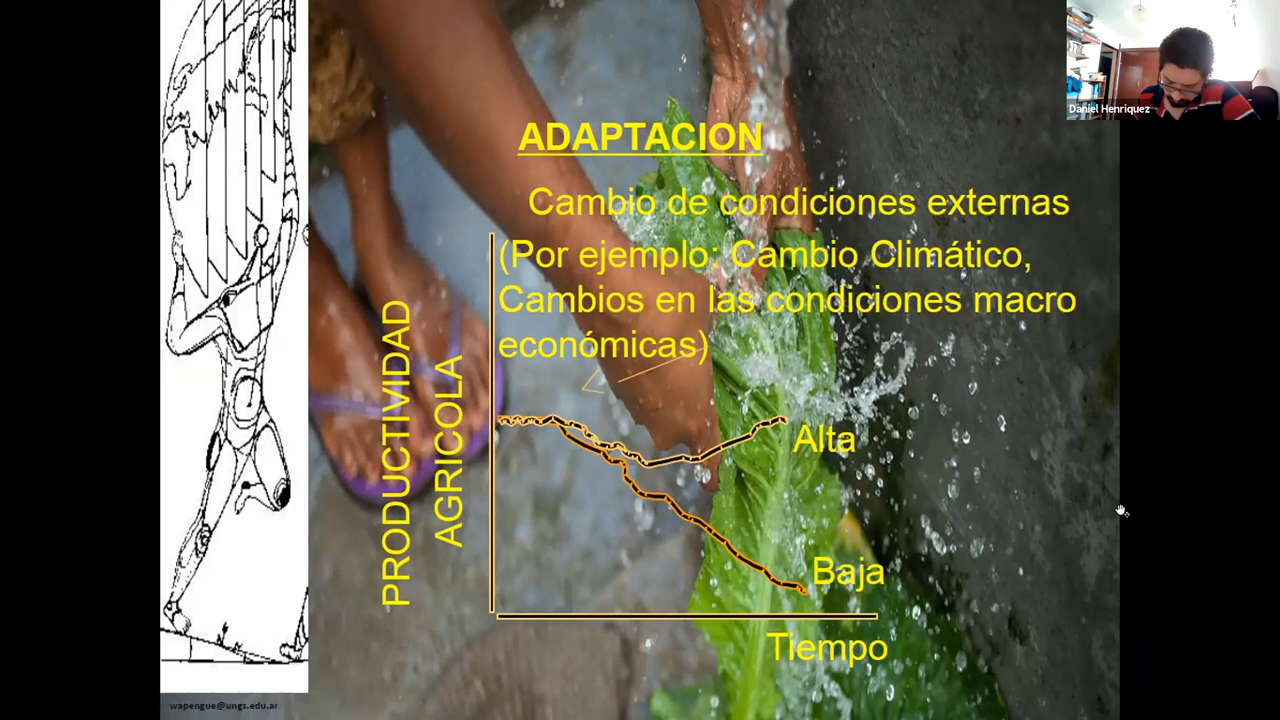 Daniel Henriquez
ADAPTACION
Cambio de condiciones externas
(Por ejemplo: Cambio Climático,
Cambios en las condiciones macro
económicas)
PRODUCTIVIDAD
AGRICOLA
Alta
Baja
Tiempo
wapengue@ungs.edu.ar